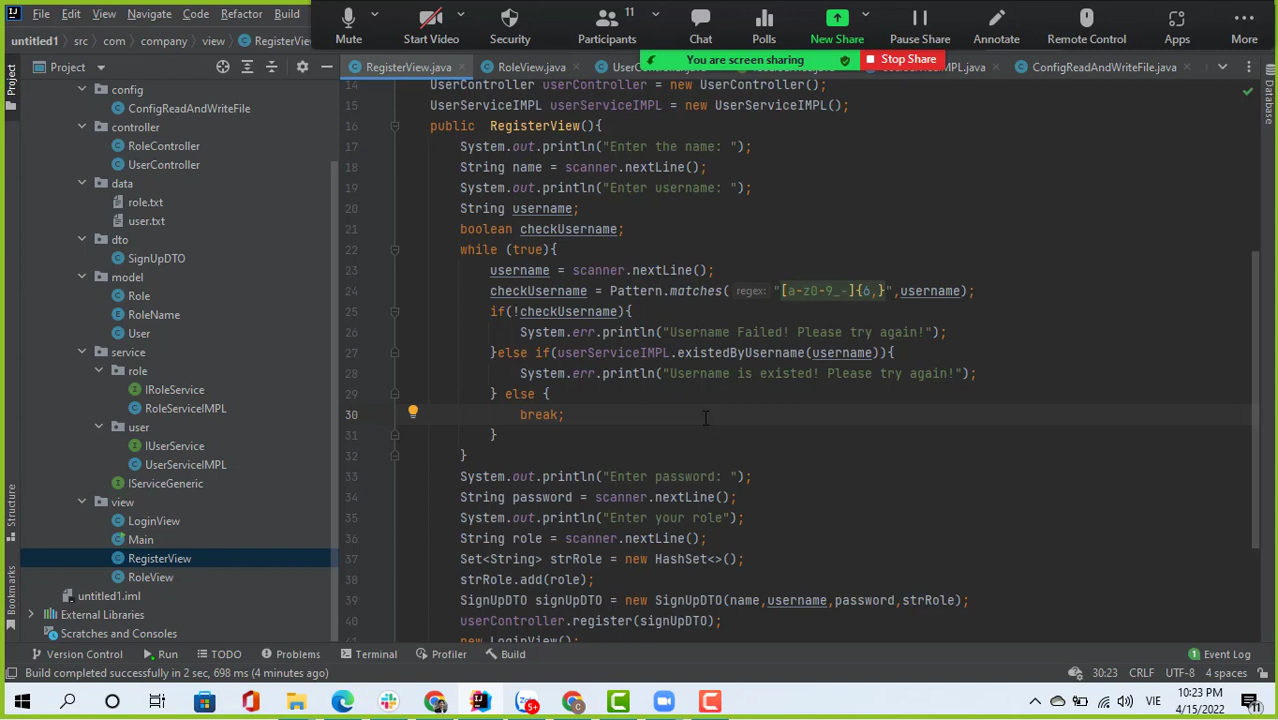 File Edit View Navigate Code Refactor Build
Mute Start Video Security Participants 11 Chat Polls New Share Pause Share Annotate Remote Control Apps More
You are screen sharing Stop Share
untitled1 src com company view
Project
RegisterView.java RoleView.java ConfigReadAndWriteFile.java
config
ConfigReadAndWriteFile
controller
RoleController
UserController
data
role.txt
user.txt
dto
SignUpDTO
model
Role
RoleName
User
service
role
IRoleService
RoleServiceIMPL
user
IUserService
UserServiceIMPL
IServiceGeneric
view
LoginView
Main
RegisterView
RoleView
untitled1.iml
External Libraries
Scratches and Consoles
14 UserController userController = new UserController();
15 UserServiceIMPL userServiceIMPL = new UserServiceIMPL();
16 public RegisterView(){
17 System.out.println("Enter the name: ");
18 String name = scanner.nextLine();
19 System.out.println("Enter username: ");
20 String username;
21 boolean checkUsername;
22 while (true){
23 username = scanner.nextLine();
24 checkUsername = Pattern.matches( regex: "[a-z0-9_-]{6,}",username);
25 if(!checkUsername){
26 System.err.println("Username Failed! Please try again!");
27 }else if(userServiceIMPL.existedByUsername(username)){
28 System.err.println("Username is existed! Please try again!");
29 } else {
30 break;
31 }
32 }
33 System.out.println("Enter password: ");
34 String password = scanner.nextLine();
35 System.out.println("Enter your role");
36 String role = scanner.nextLine();
37 Set<String> strRole = new HashSet<>();
38 strRole.add(role);
39 SignUpDTO signUpDTO = new SignUpDTO(name,username,password,strRole);
40 userController.register(signUpDTO);
new LoginView();
Project
Structure
Bookmarks
Database
Version Control Run TODO Problems Terminal Profiler Build 1 Event Log
Build completed successfully in 2 sec, 698 ms (4 minutes ago) 30:23 CRLF UTF-8 4 spaces
5+
VIE
10:23 PM
4/15/2022
11